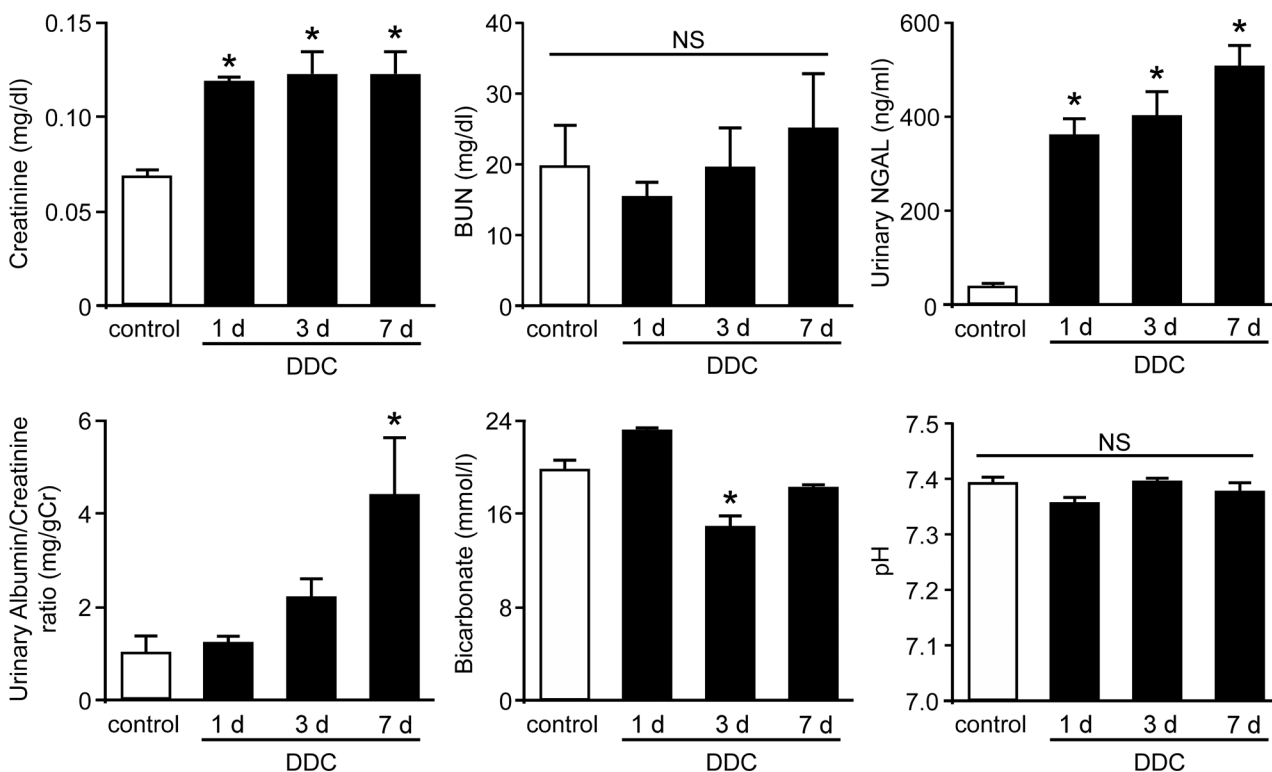 Creatinine (mg/dl)
0.15
0.10
0.05
0
*
*
*
control
1 d
3 d
7 d
DDC
BUN (mg/dl)
40
30
20
10
0
NS
control
1 d
3 d
7 d
DDC
Urinary NGAL (ng/ml)
600
400
200
0
*
*
*
control
1 d
3 d
7 d
DDC
Urinary Albumin/Creatinine
ratio (mg/gCr)
6
4
2
0
*
control
1 d
3 d
7 d
DDC
Bicarbonate (mmol/l)
24
16
8
0
*
control
1 d
3 d
7 d
DDC
pH
7.5
7.4
7.3
7.2
7.1
7.0
NS
control
1 d
3 d
7 d
DDC